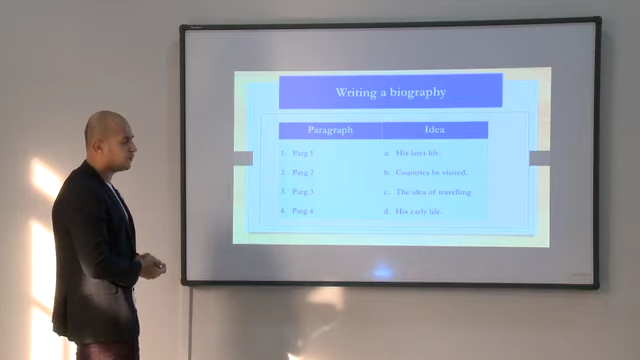 Writing a biography
Paragraph Idea
1. Parg 1 a. His later life.
2. Parg 2 b. Countries he visited.
3. Parg 3 c. The idea of travelling
4. Parg 4 d. His early life.